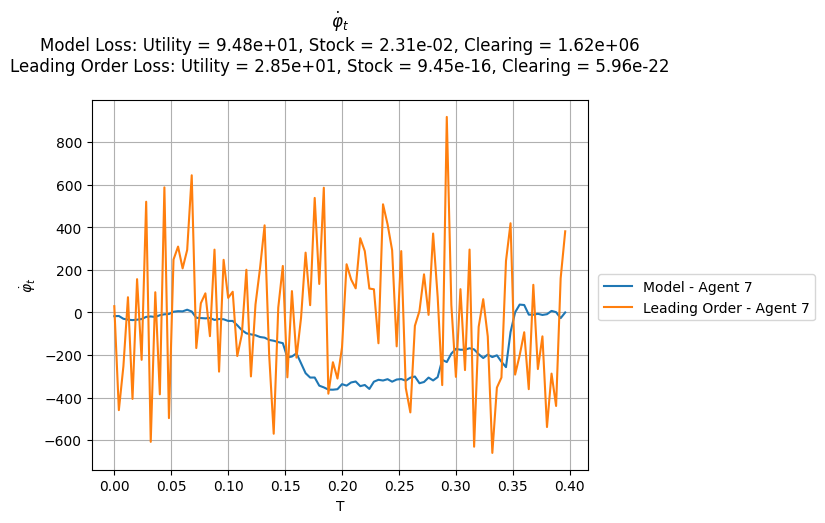 φ̇ₜ
Model Loss: Utility = 9.48e+01, Stock = 2.31e-02, Clearing = 1.62e+06
Leading Order Loss: Utility = 2.85e+01, Stock = 9.45e-16, Clearing = 5.96e-22
800
600
400
200
0
−200
−400
−600
φ̇ₜ
0.00 0.05 0.10 0.15 0.20 0.25 0.30 0.35 0.40
T
Model - Agent 7
Leading Order - Agent 7